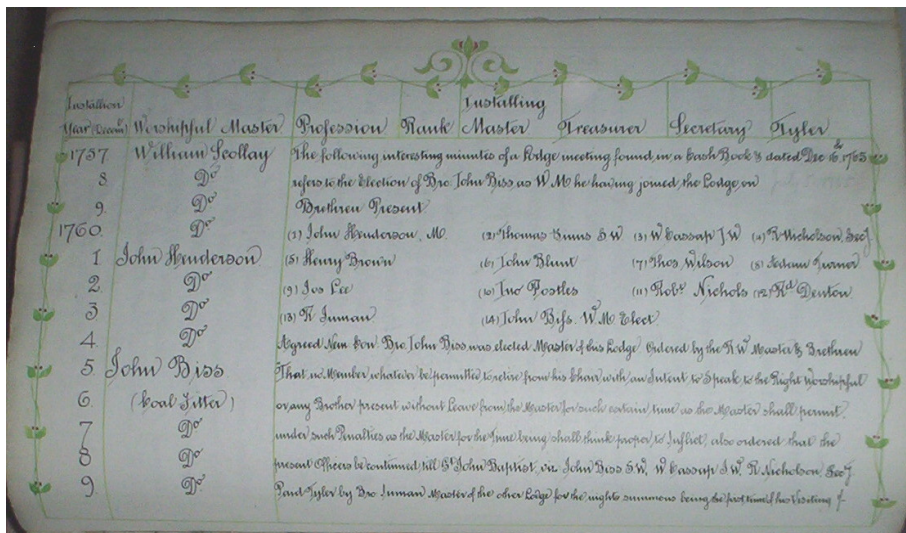 Installion Installing
Year (Decem^r) Worshipful Master Profession Rank Master Treasurer Secretary Tyler
1757 William Scollay The following interesting minutes of a Lodge meeting found in a Cash Book & dated Dec 16, 1765
8 Do refers to the Election of Bro. John Biss as W M he having joined the Lodge on
9 Do Brethren Present
1760 Do (1) John Henderson, M. (2) Thomas S W (3) W Cassap J W (4) R Nicholson, Secy
1 John Henderson (5) Henry Brown (6) John Blunt (7) Thos Wilson (8) Turner
2 Do (9) Jos Lee (10) Jno Postles (11) Robt Nichols (12) Rd Denton
3 Do (13) R Inman (14) John Biss. W M Elect.
4 Do Agreed Nem Con Bro. John Biss was elected Master of this Lodge Ordered by the R W Master & Brethren
5 John Biss That no Member whatever be permitted to retire from his Chair with an Intent to Speak to the Right Worshipful
6 (Coal Fitter) or any Brother present without Leave from the Master for such certain time as the Master shall permit,
7 Do under such Penalties as the Master for the time being shall think proper to Inflict, also ordered that the
8 Do present Officers be continued till St John Baptist, viz John Biss S W, W Cassap J W, R Nicholson, Secy
9 Do Paid Tyler by Bro Inman Master of the other Lodge for the nights summons being the first time of his Visiting